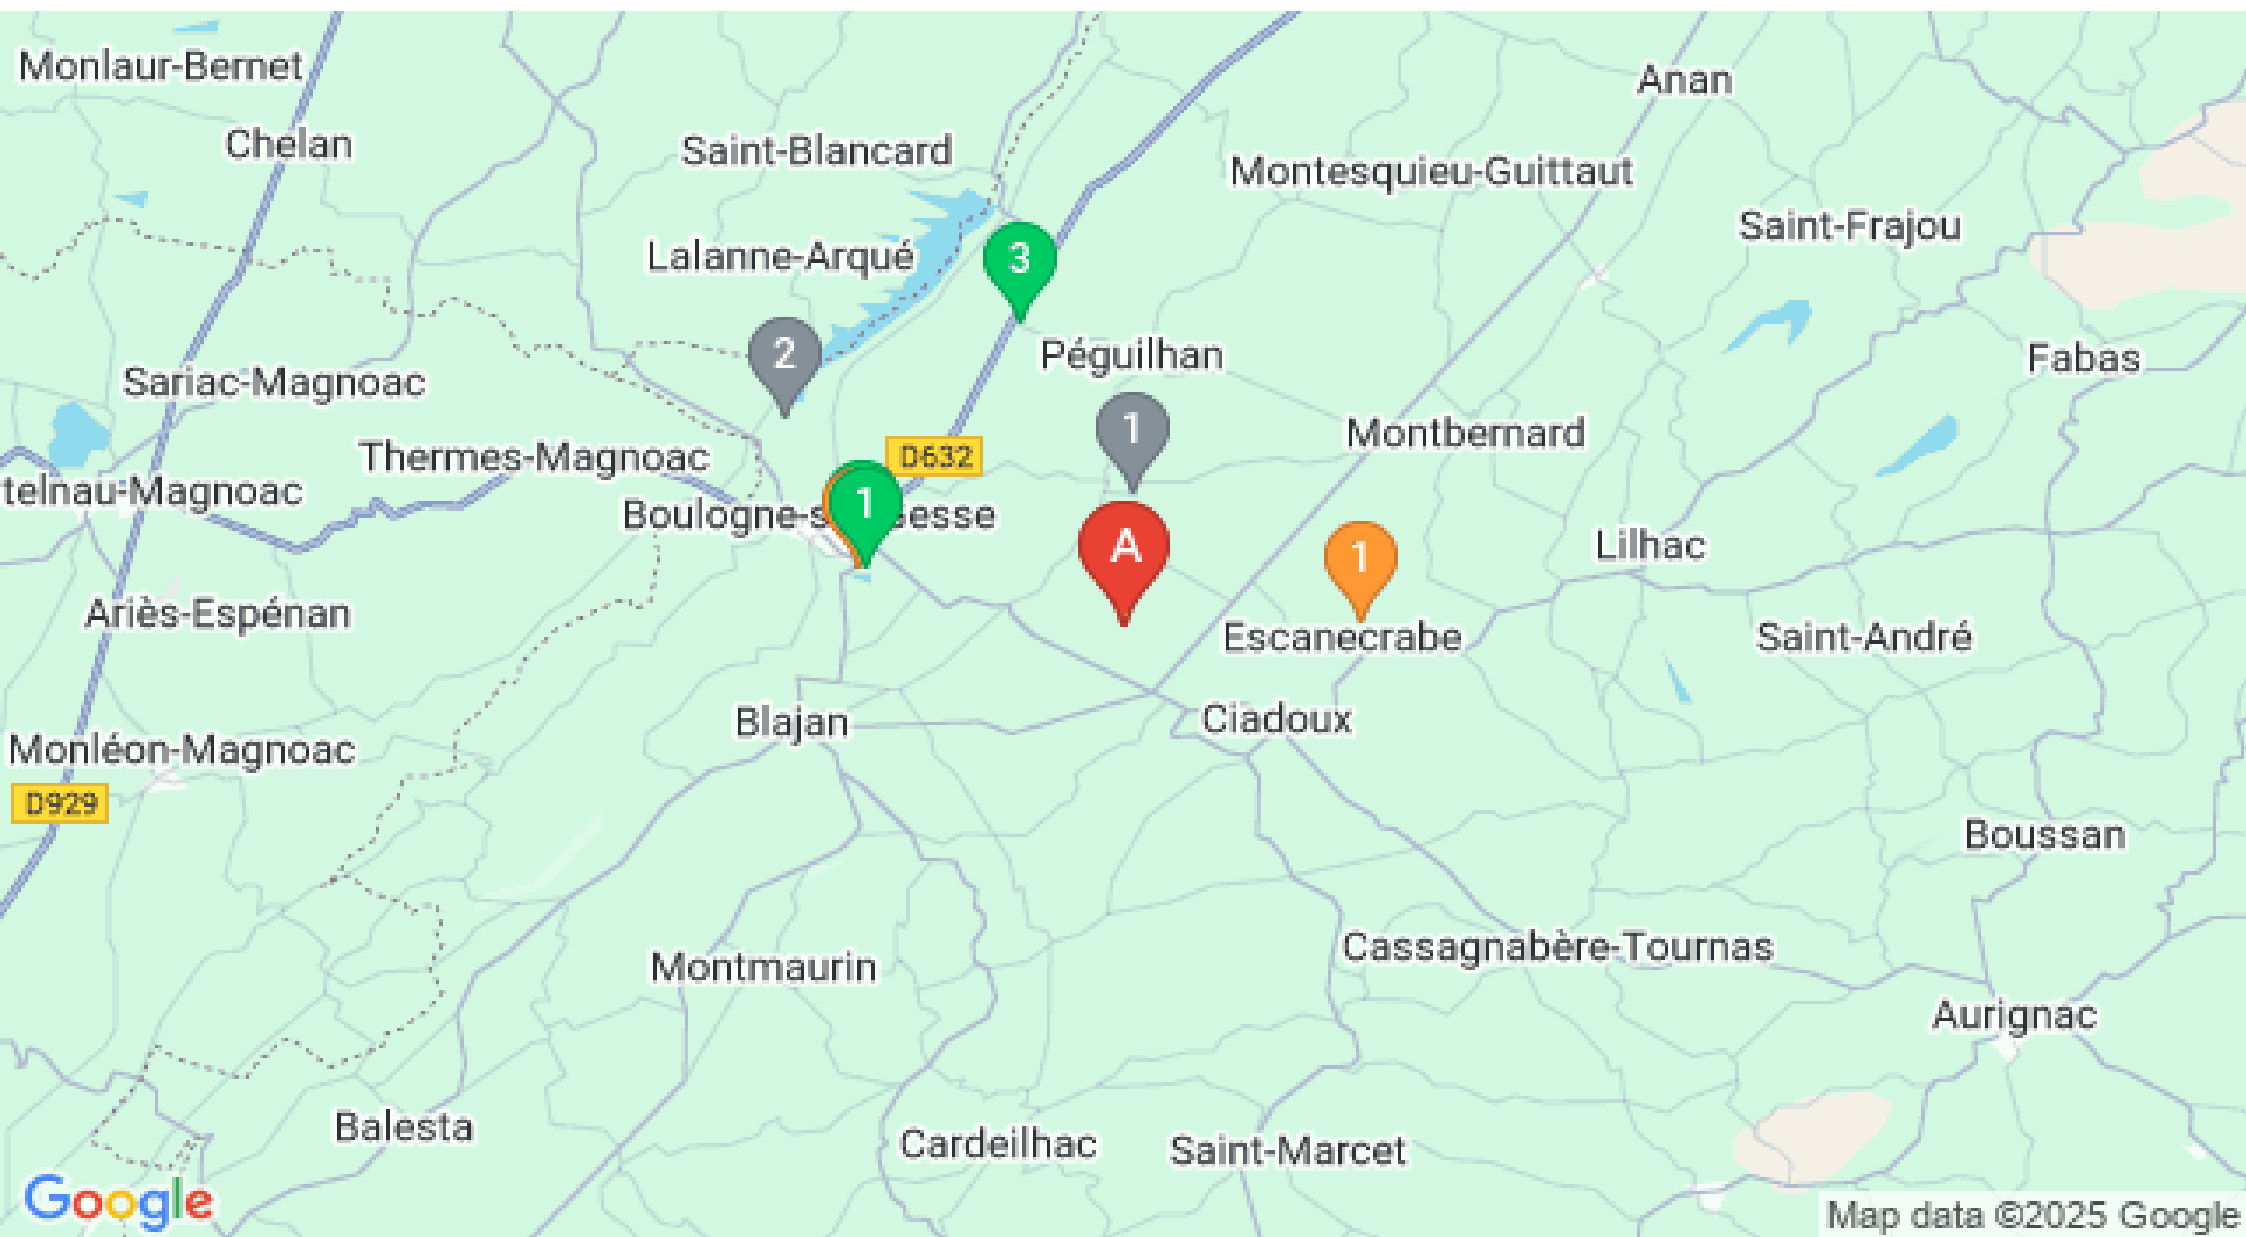 Monlaur-Bernet
Anan
Chelan
Saint-Blancard
Montesquieu-Guittaut
Saint-Frajou
Lalanne-Arqué
3
2
Péguilhan
Fabas
Sariac-Magnoac
1
Montbernard
Thermes-Magnoac
D632
telnau-Magnoac
1
Boulogne-s
esse
A
1
Lilhac
Ariès-Espénan
Escanecrabe
Saint-André
Blajan
Ciadoux
Monléon-Magnoac
D929
Boussan
Cassagnabère-Tournas
Montmaurin
Aurignac
Balesta
Cardeilhac
Saint-Marcet
Google
Map data ©2025 Google